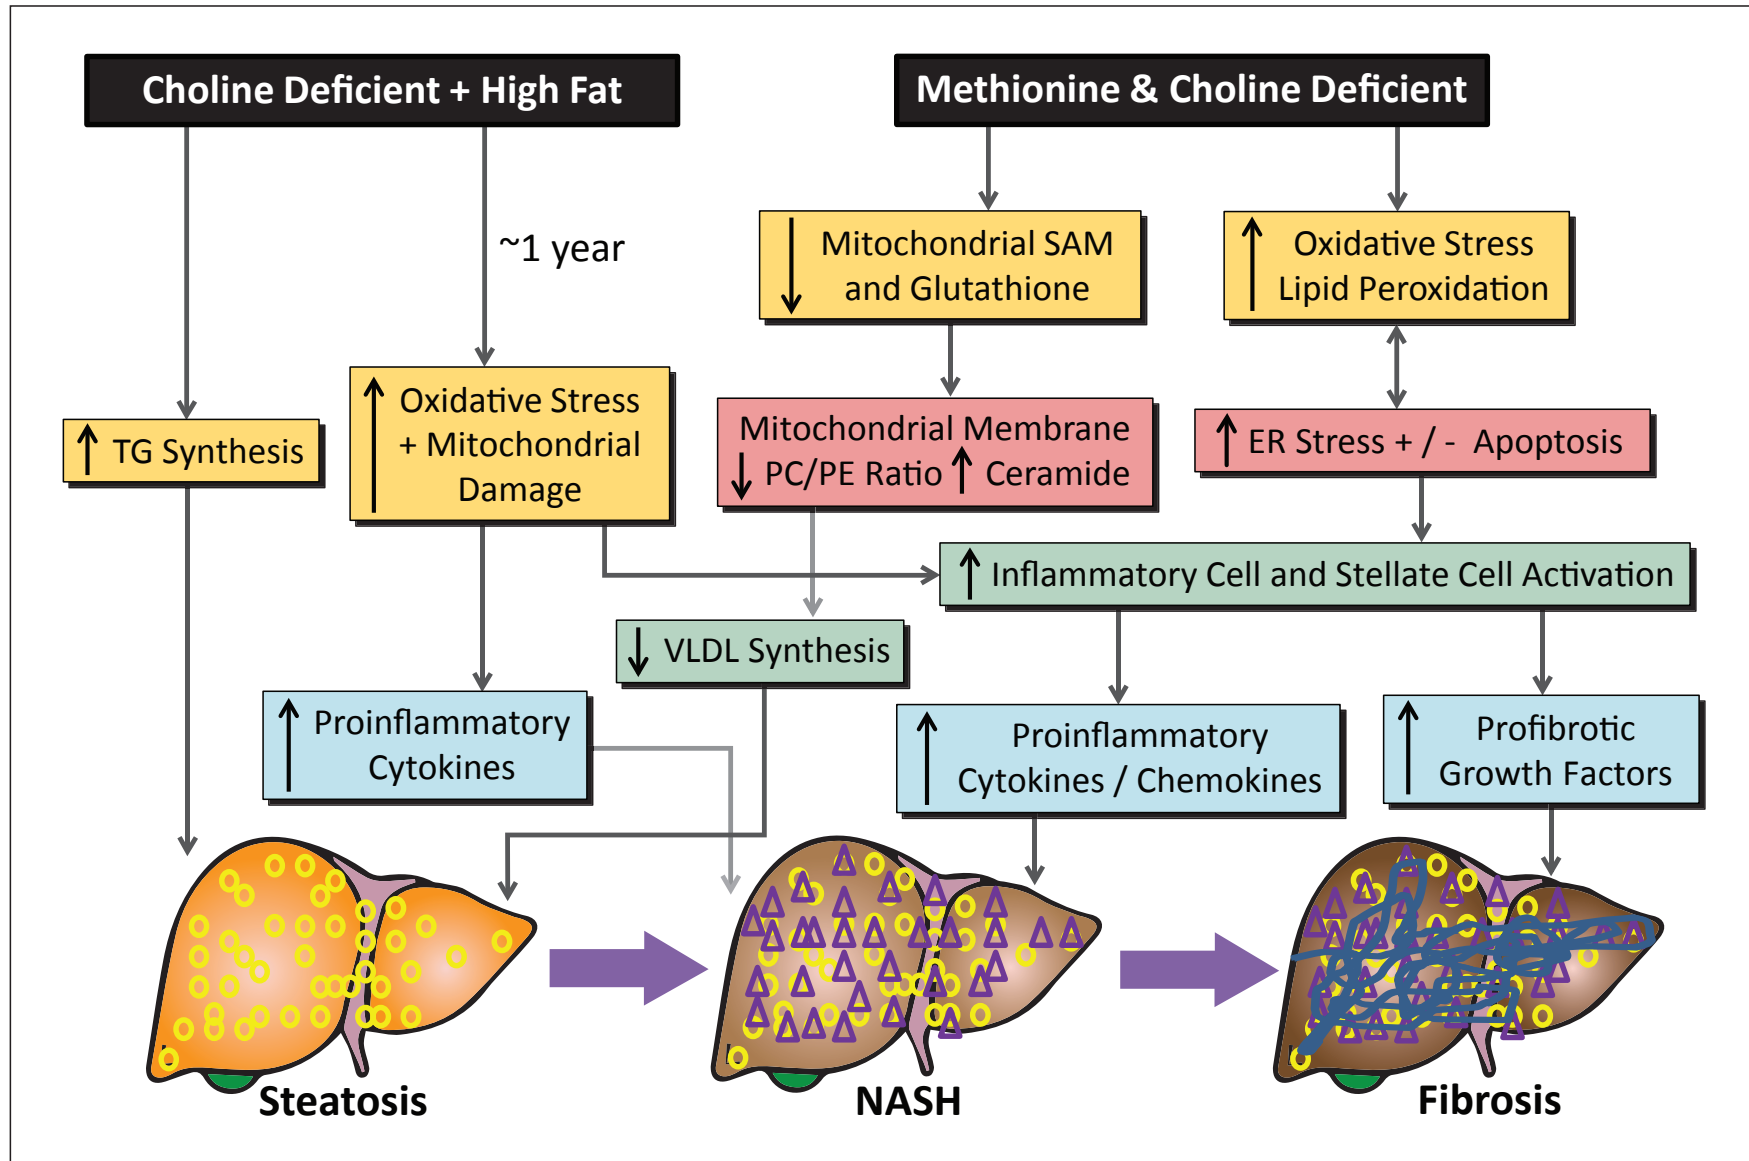 Choline Deficient + High Fat
Methionine & Choline Deficient
~1 year
Mitochondrial SAM
and Glutathione
Oxidative Stress
Lipid Peroxidation
TG Synthesis
Oxidative Stress
+ Mitochondrial
Damage
Mitochondrial Membrane
PC/PE Ratio Ceramide
ER Stress + / - Apoptosis
Inflammatory Cell and Stellate Cell Activation
VLDL Synthesis
Proinflammatory
Cytokines
Proinflammatory
Cytokines / Chemokines
Profibrotic
Growth Factors
Steatosis
NASH
Fibrosis